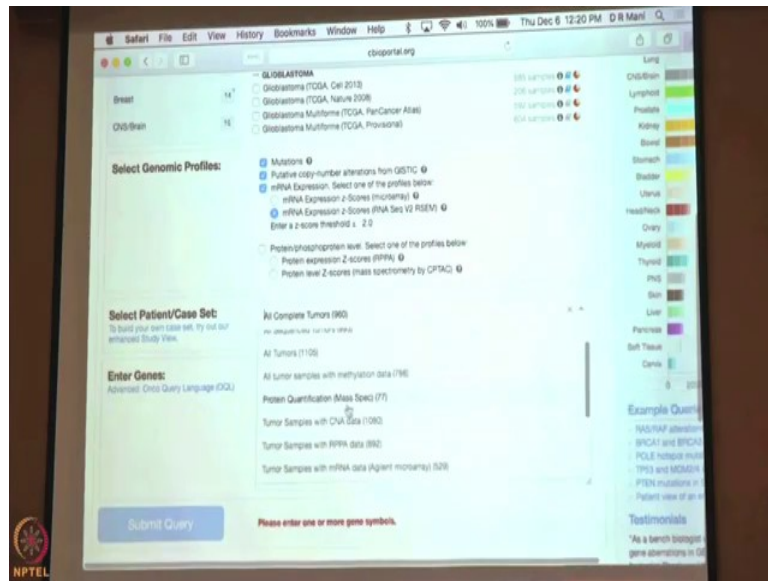 Safari File Edit View History Bookmarks Window Help 100% Thu Dec 6 12:20 PM D R Mani
cbioportal.org
Breast 14
CNS/Brain
GLIOBLASTOMA
Glioblastoma (TCGA, Cell 2013)
Glioblastoma (TCGA, Nature 2008)
Glioblastoma Multiforme (TCGA, PanCancer Atlas)
Glioblastoma Multiforme (TCGA, Provisional)
Select Genomic Profiles:
Mutations
Putative copy-number alterations from GISTIC
mRNA Expression. Select one of the profiles below:
mRNA Expression z-Scores (microarray)
mRNA Expression z-Scores (RNA Seq V2 RSEM)
Enter a z-score threshold ± 2.0
Protein/phosphoprotein level. Select one of the profiles below:
Protein expression Z-scores (RPPA)
Protein level Z-scores (mass spectrometry by CPTAC)
Select Patient/Case Set:
To build your own case set, try out our
enhanced Study View.
All Complete Tumors (960)
All Tumors (1105)
All tumor samples with methylation data (788)
Protein Quantification (Mass Spec) (77)
Tumor Samples with CNA data (1080)
Tumor Samples with RPPA data (892)
Tumor Samples with mRNA data (Agilent microarray) (529)
Enter Genes:
Advanced: Onco Query Language (OQL)
Submit Query
Please enter one or more gene symbols.
Lung
CNS/Brain
Lymphoid
Prostate
Kidney
Bowel
Stomach
Bladder
Uterus
Head/Neck
Ovary
Myeloid
Thyroid
PNS
Skin
Liver
Pancreas
Soft Tissue
Cervix
0
Example Queri
RAS/RAF alteration
BRCA1 and BRCA2
POLE hotspot muta
TP53 and MDM2/4
PTEN mutations in
Patient view of an e
Testimonials
"As a bench biologist
gene aberrations in GB
NPTEL